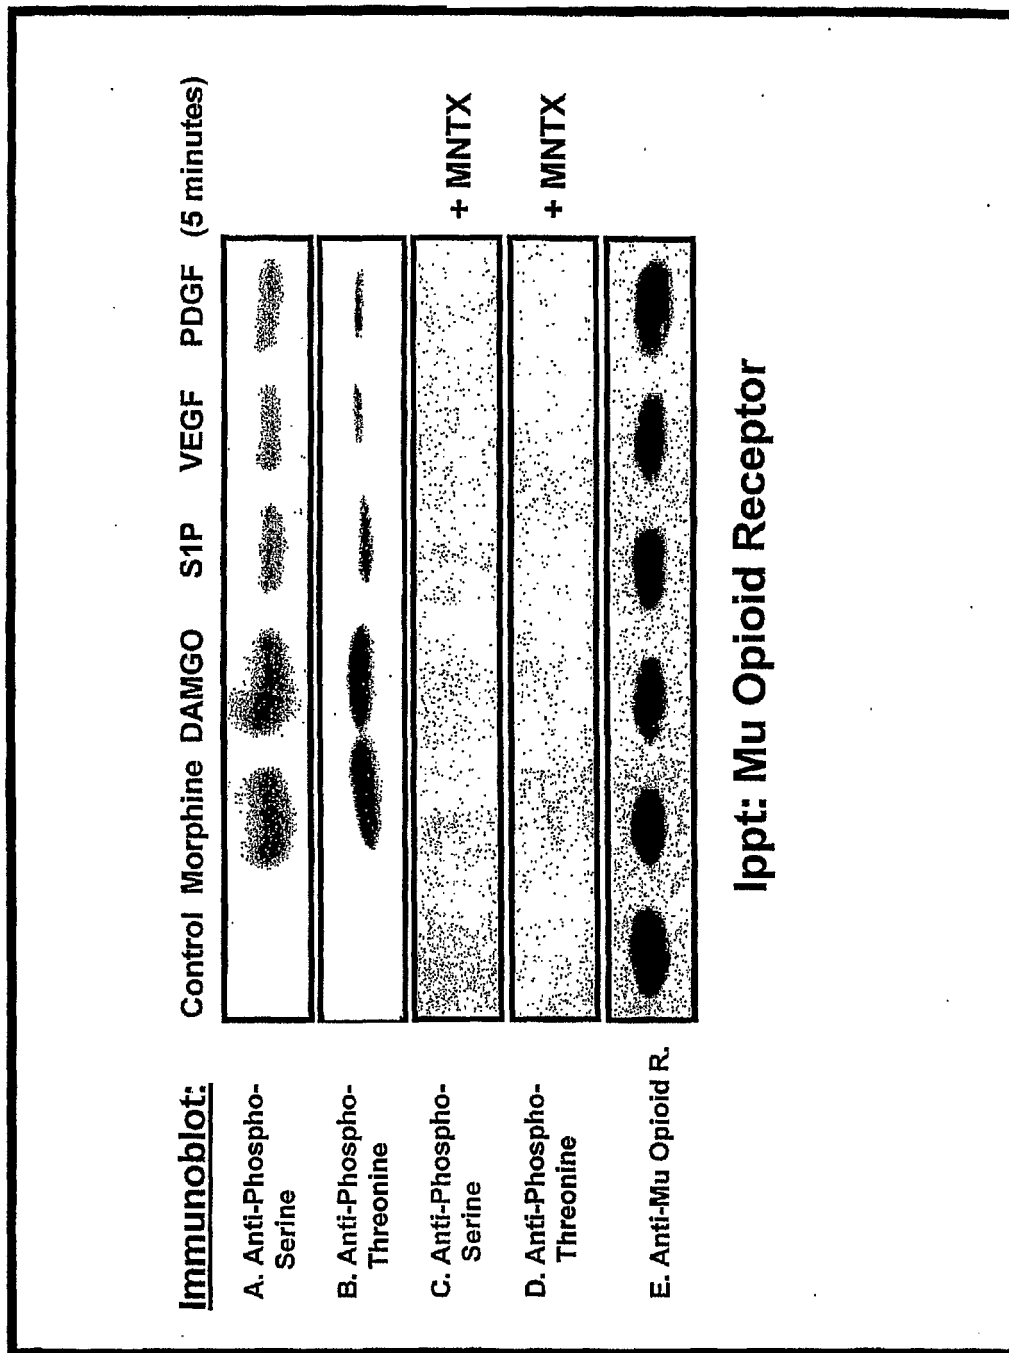 Control Morphine DAMGO S1P VEGF PDGF (5 minutes)
Immunoblot:
A. Anti-Phospho-
Serine
B. Anti-Phospho-
Threonine
C. Anti-Phospho-
Serine
+ MNTX
D. Anti-Phospho-
Threonine
+ MNTX
E. Anti-Mu Opioid R.
Ippt: Mu Opioid Receptor